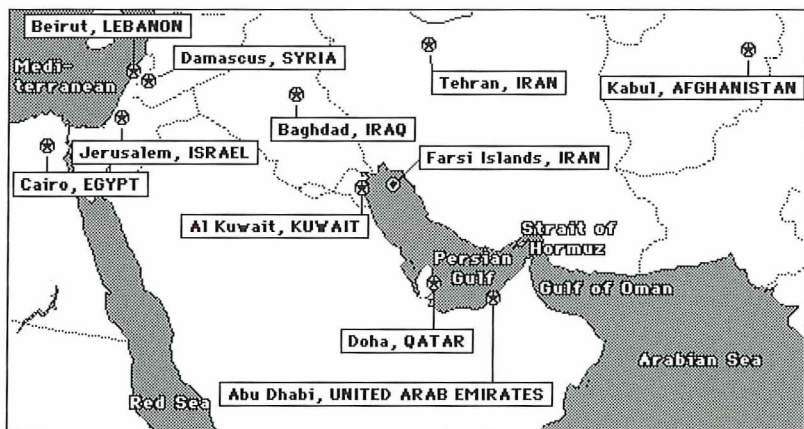 Beirut, LEBANON
Medi-
terranean
Damascus, SYRIA
Tehran, IRAN
Kabul, AFGHANISTAN
Baghdad, IRAQ
Jerusalem, ISRAEL
Farsi Islands, IRAN
Cairo, EGYPT
Al Kuwait, KUWAIT
Strait of
Hormuz
Persian
Gulf
Gulf of Oman
Doha, QATAR
Arabian Sea
Abu Dhabi, UNITED ARAB EMIRATES
Red Sea